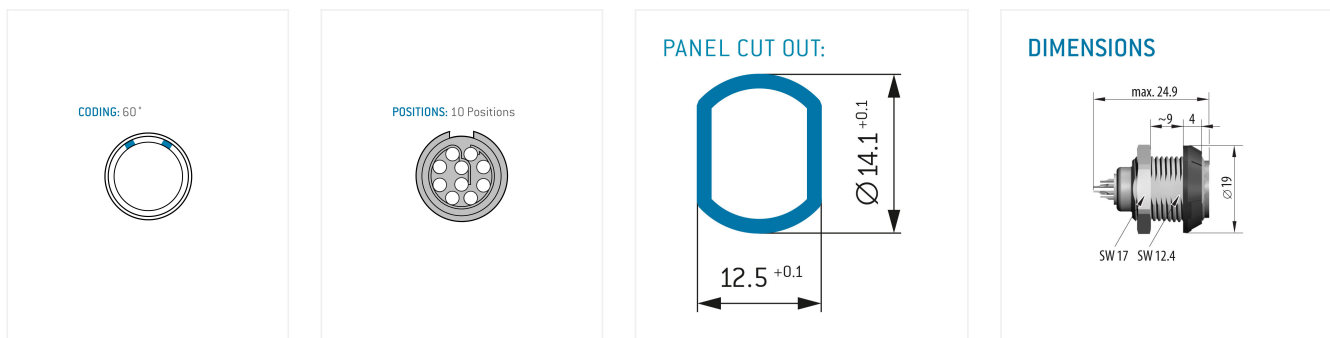 CODING: 60°
POSITIONS: 10 Positions
PANEL CUT OUT:
Ø 14.1 +0.1
12.5 +0.1
DIMENSIONS
max. 24.9
~9
4
Ø 19
SW 17
SW 12.4